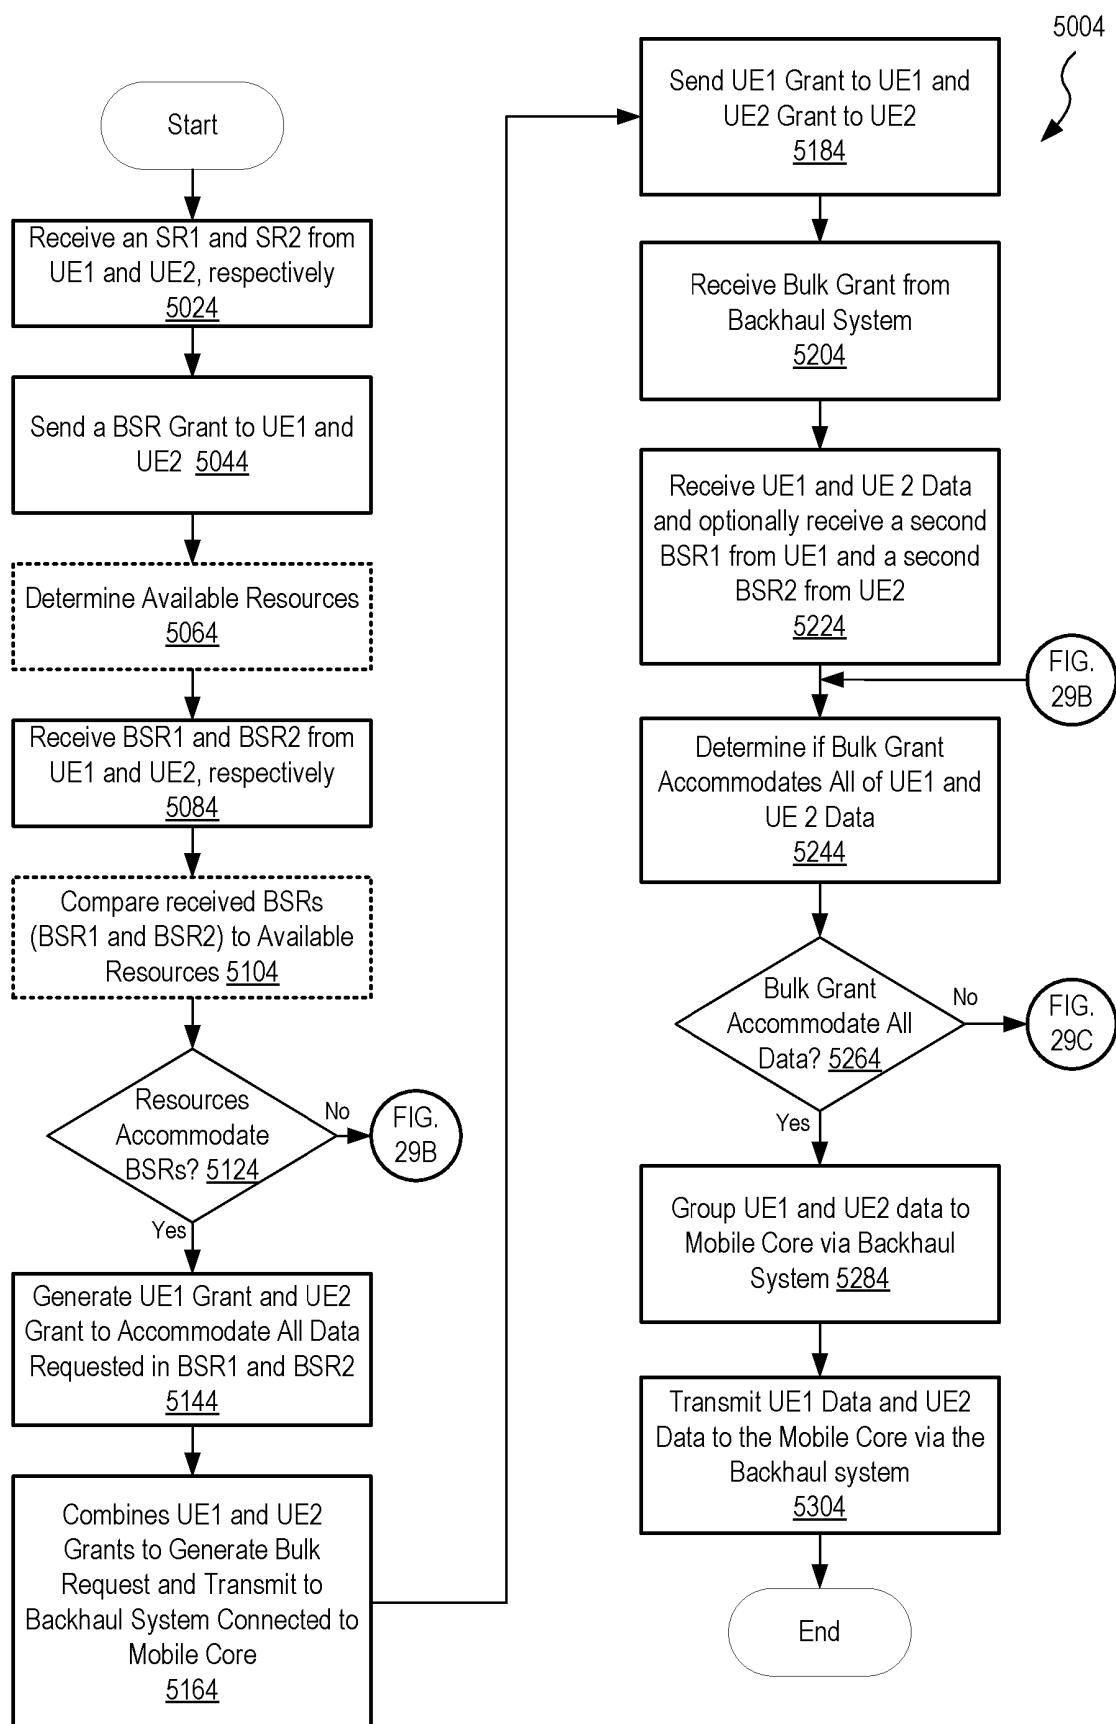 5004
Start
Receive an SR1 and SR2 from
UE1 and UE2, respectively
5024
Send a BSR Grant to UE1 and
UE2 5044
Determine Available Resources
5064
Receive BSR1 and BSR2 from
UE1 and UE2, respectively
5084
Compare received BSRs
(BSR1 and BSR2) to Available
Resources 5104
Resources
Accommodate
BSRs? 5124
No
FIG.
29B
Yes
Generate UE1 Grant and UE2
Grant to Accommodate All Data
Requested in BSR1 and BSR2
5144
Combines UE1 and UE2
Grants to Generate Bulk
Request and Transmit to
Backhaul System Connected to
Mobile Core
5164
Send UE1 Grant to UE1 and
UE2 Grant to UE2
5184
Receive Bulk Grant from
Backhaul System
5204
Receive UE1 and UE 2 Data
and optionally receive a second
BSR1 from UE1 and a second
BSR2 from UE2
5224
FIG.
29B
Determine if Bulk Grant
Accommodates All of UE1 and
UE 2 Data
5244
Bulk Grant
Accommodate All
Data? 5264
No
FIG.
29C
Yes
Group UE1 and UE2 data to
Mobile Core via Backhaul
System 5284
Transmit UE1 Data and UE2
Data to the Mobile Core via the
Backhaul system
5304
End